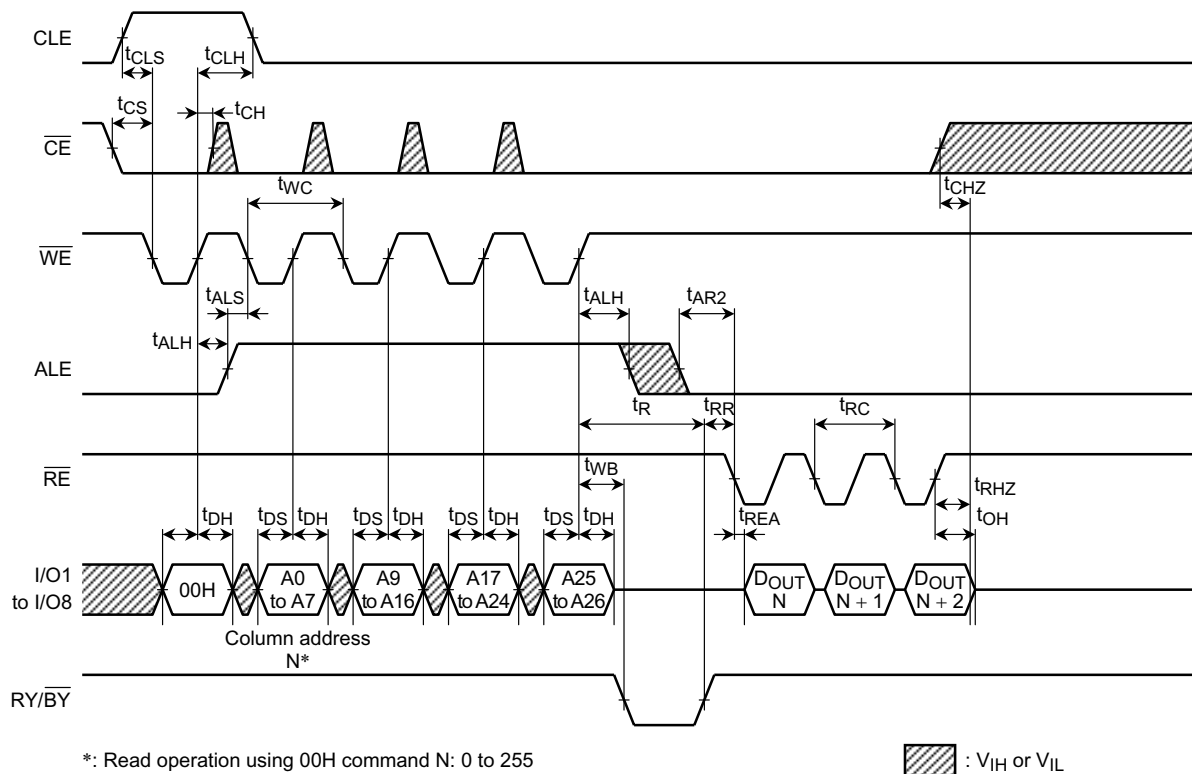 CLE
tCLS
tCLH
tCS
tCH
CE
tWC
tCHZ
WE
tALS
tALH
tAR2
tALH
ALE
tR
tRR
tRC
RE
tWB
tRHZ
tDH
tDS
tDH
tDS
tDH
tDS
tDH
tDS
tDH
tREA
tOH
I/O1
to I/O8
00H
A0
to A7
A9
to A16
A17
to A24
A25
to A26
DOUT
N
DOUT
N + 1
DOUT
N + 2
Column address
N*
RY/BY
*: Read operation using 00H command N: 0 to 255
: VIH or VIL